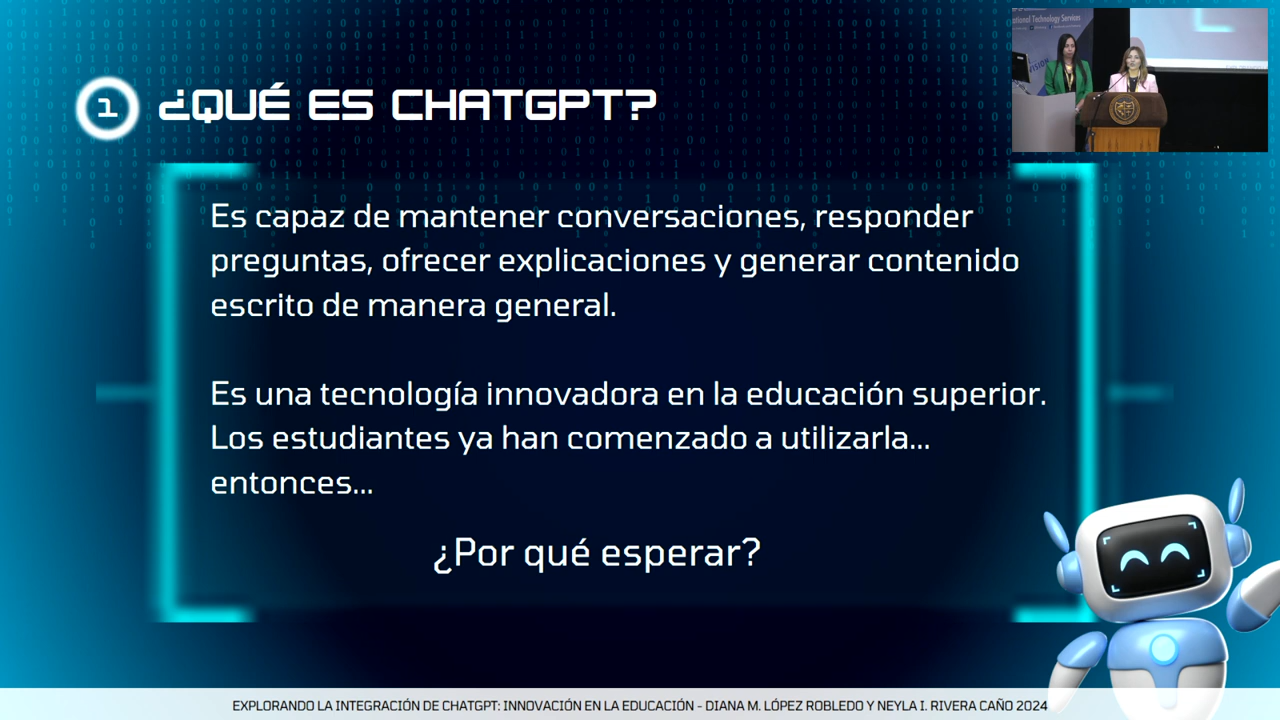 1
¿QUÉ ES CHATGPT?
Es capaz de mantener conversaciones, responder
preguntas, ofrecer explicaciones y generar contenido
escrito de manera general.
Es una tecnología innovadora en la educación superior.
Los estudiantes ya han comenzado a utilizarla...
entonces...
¿Por qué esperar?
EXPLORANDO LA INTEGRACIÓN DE CHATGPT: INNOVACIÓN EN LA EDUCACIÓN - DIANA M. LÓPEZ ROBLEDO Y NEYLA I. RIVERA CAÑO 2024